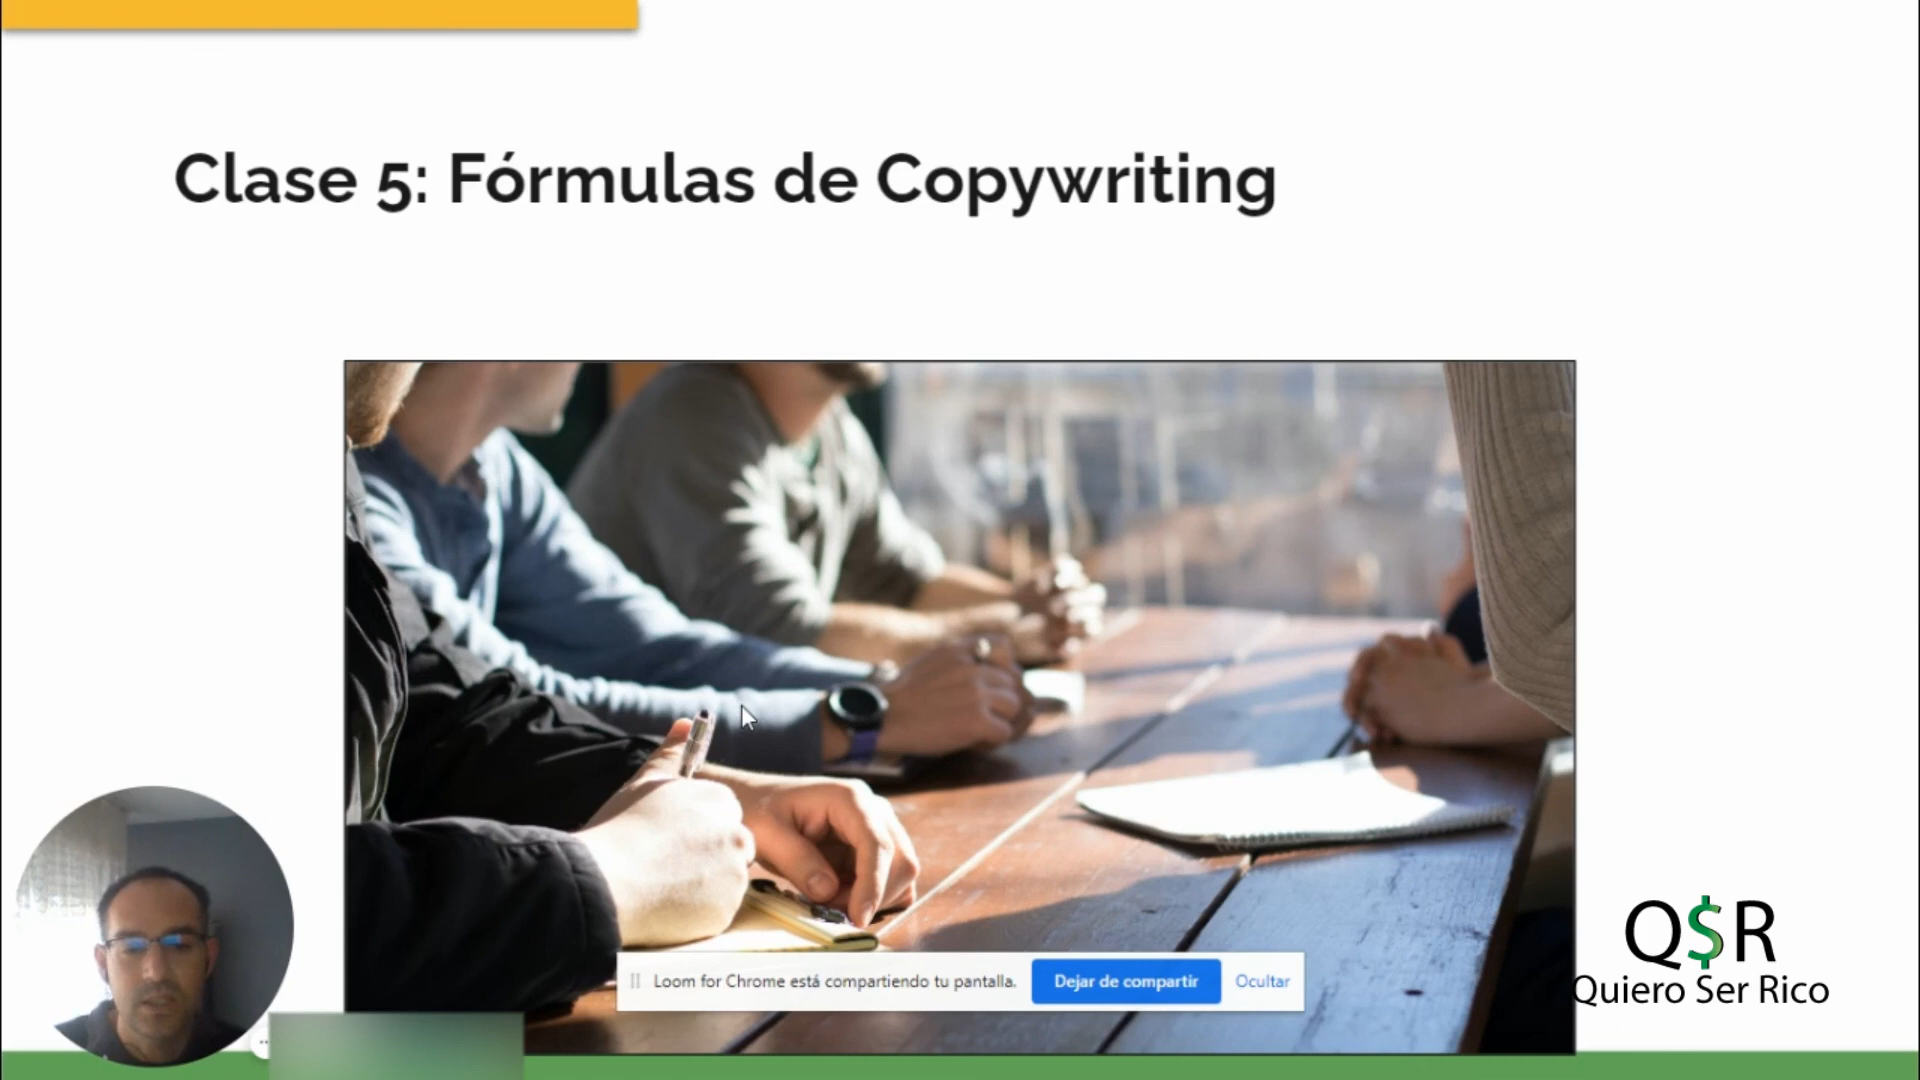 Clase 5: Fórmulas de Copywriting
Loom for Chrome está compartiendo tu pantalla. Dejar de compartir Ocultar
Q$R
Quiero Ser Rico